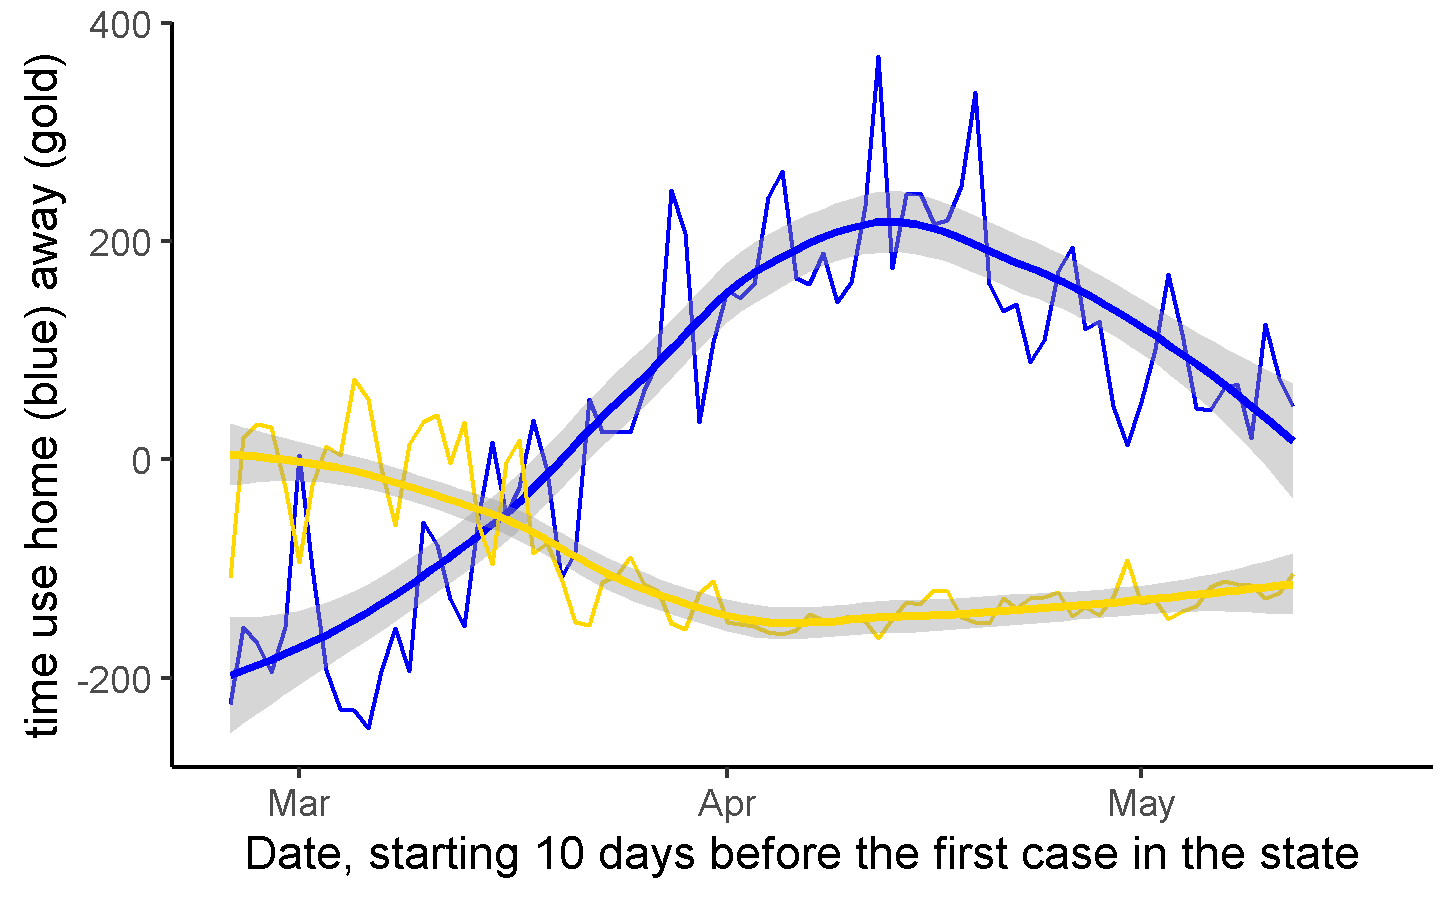 time use home (blue) away (gold)
400
200
0
-200
Mar
Apr
May
Date, starting 10 days before the first case in the state